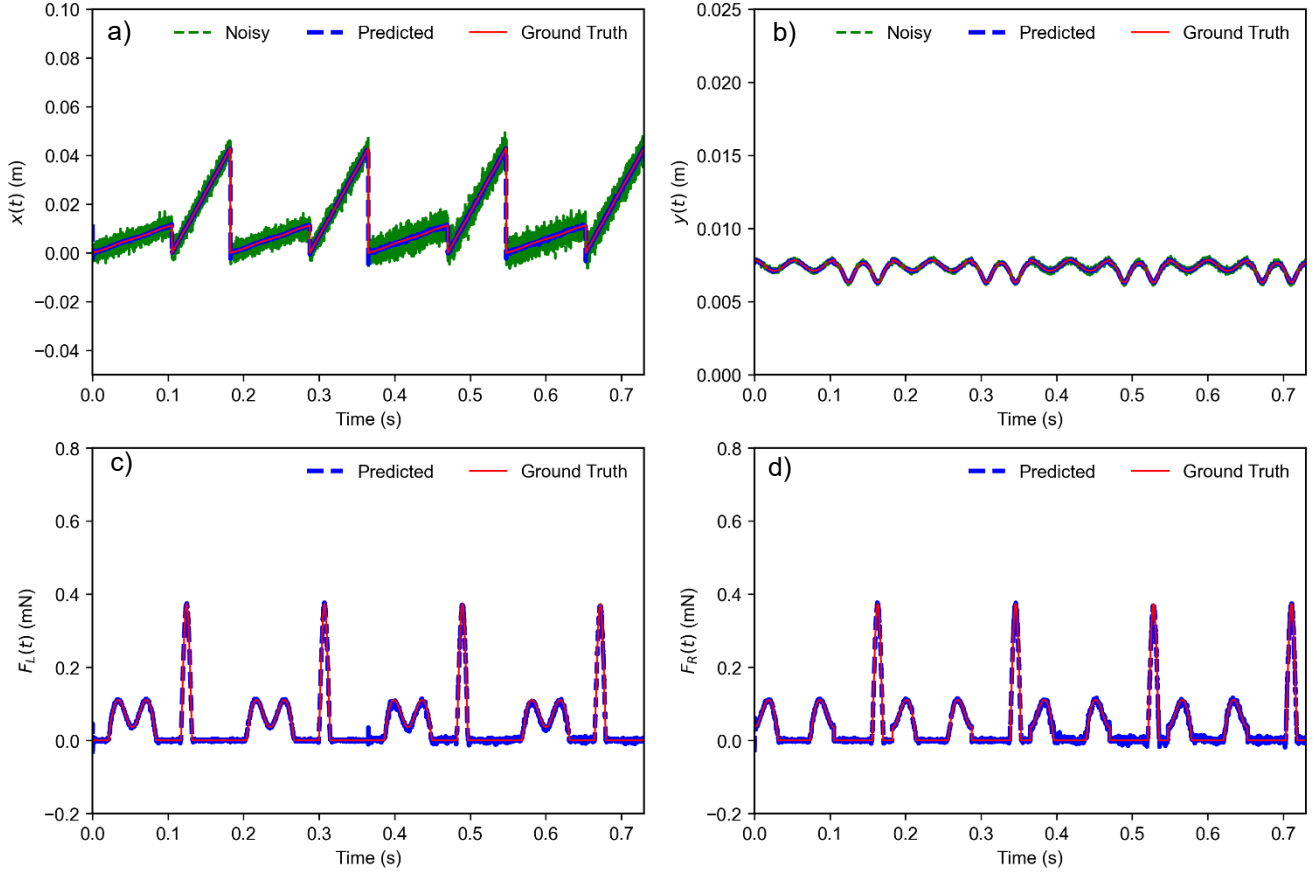 a)
Noisy Predicted Ground Truth
0.10
0.08
0.06
0.04
0.02
0.00
−0.02
−0.04
x(t) (m)
0.0 0.1 0.2 0.3 0.4 0.5 0.6 0.7
Time (s)
b)
Noisy Predicted Ground Truth
0.025
0.020
0.015
0.010
0.005
0.000
y(t) (m)
0.0 0.1 0.2 0.3 0.4 0.5 0.6 0.7
Time (s)
c)
Predicted Ground Truth
0.8
0.6
0.4
0.2
0.0
−0.2
F_L(t) (mN)
0.0 0.1 0.2 0.3 0.4 0.5 0.6 0.7
Time (s)
d)
Predicted Ground Truth
0.8
0.6
0.4
0.2
0.0
−0.2
F_R(t) (mN)
0.0 0.1 0.2 0.3 0.4 0.5 0.6 0.7
Time (s)